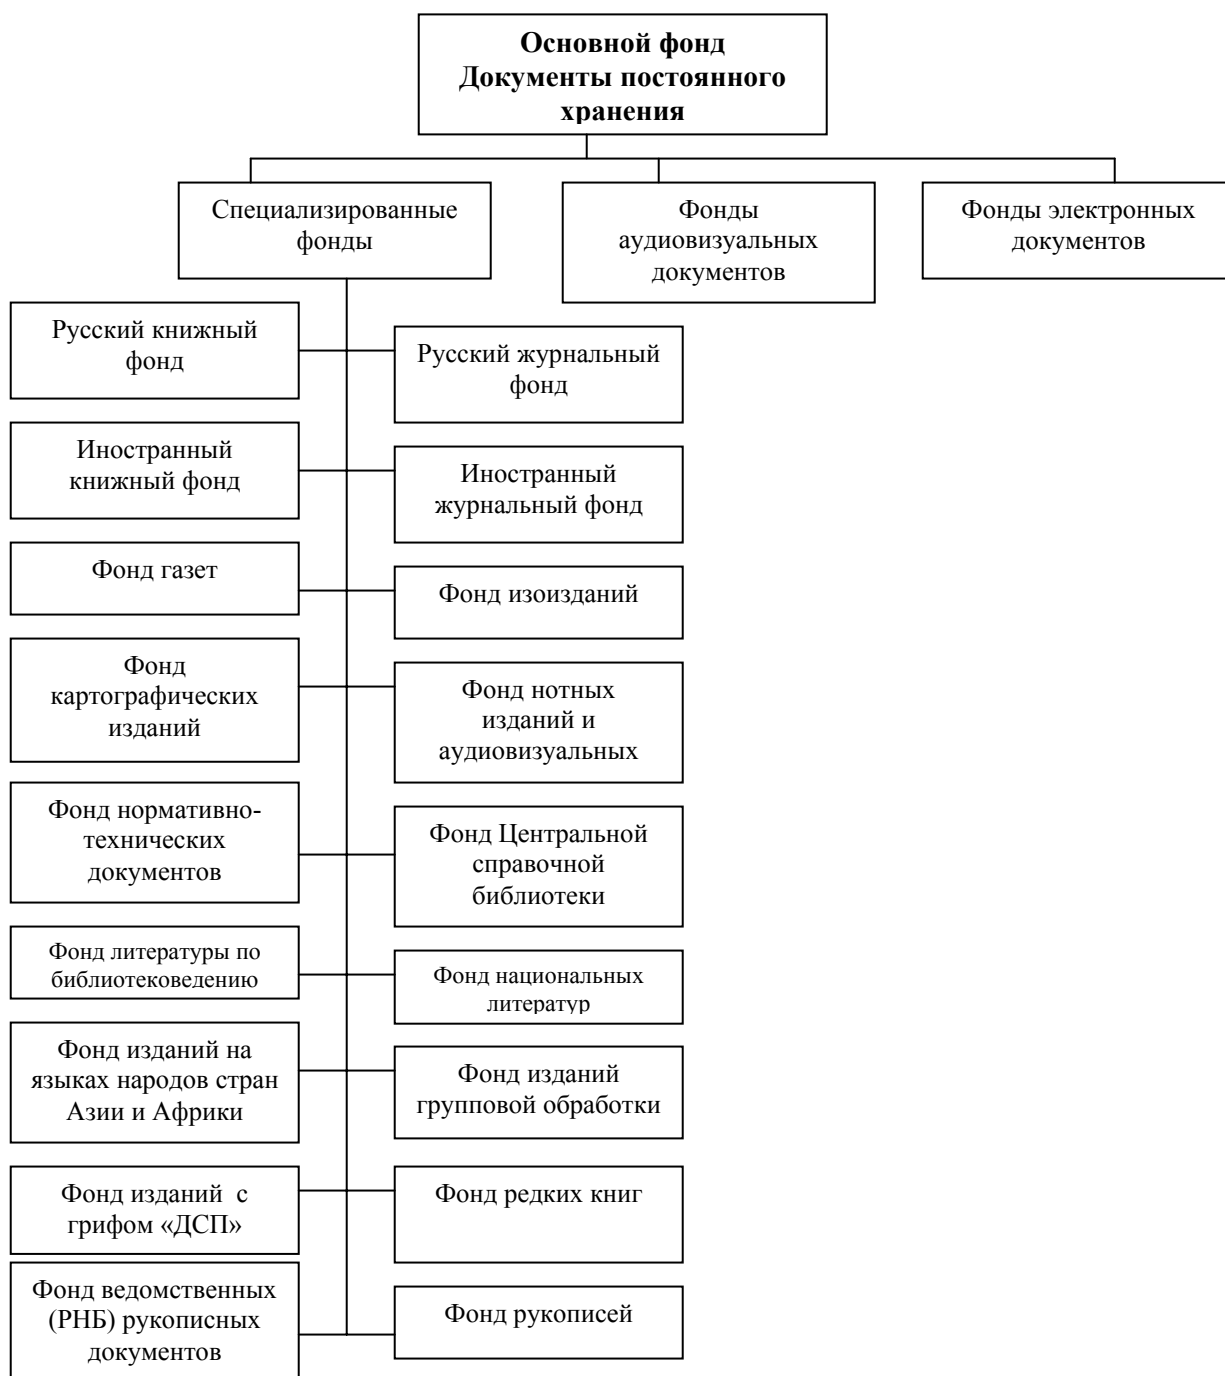 Основной фонд
Документы постоянного
хранения
Специализированные
фонды
Фонды
аудиовизуальных
документов
Фонды электронных
документов
Русский книжный
фонд
Русский журнальный
фонд
Иностранный
книжный фонд
Иностранный
журнальный фонд
Фонд газет
Фонд изоизданий
Фонд
картографических
изданий
Фонд нотных
изданий и
аудиовизуальных
Фонд нормативно-
технических
документов
Фонд Центральной
справочной
библиотеки
Фонд литературы по
библиотековедению
Фонд национальных
литератур
Фонд изданий на
языках народов стран
Азии и Африки
Фонд изданий
групповой обработки
Фонд изданий с
грифом «ДСП»
Фонд редких книг
Фонд ведомственных
(РНБ) рукописных
документов
Фонд рукописей